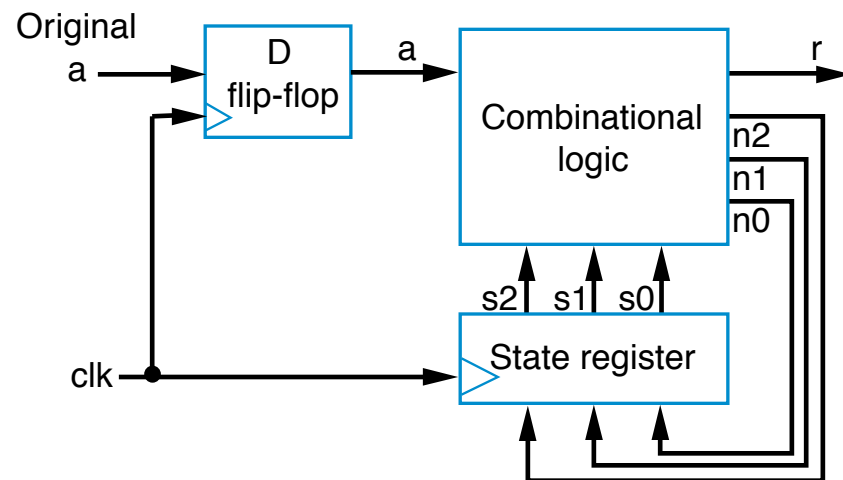 Original
a
D
flip-flop
a
Combinational
logic
r
n2
n1
n0
s2 s1 s0
clk
State register